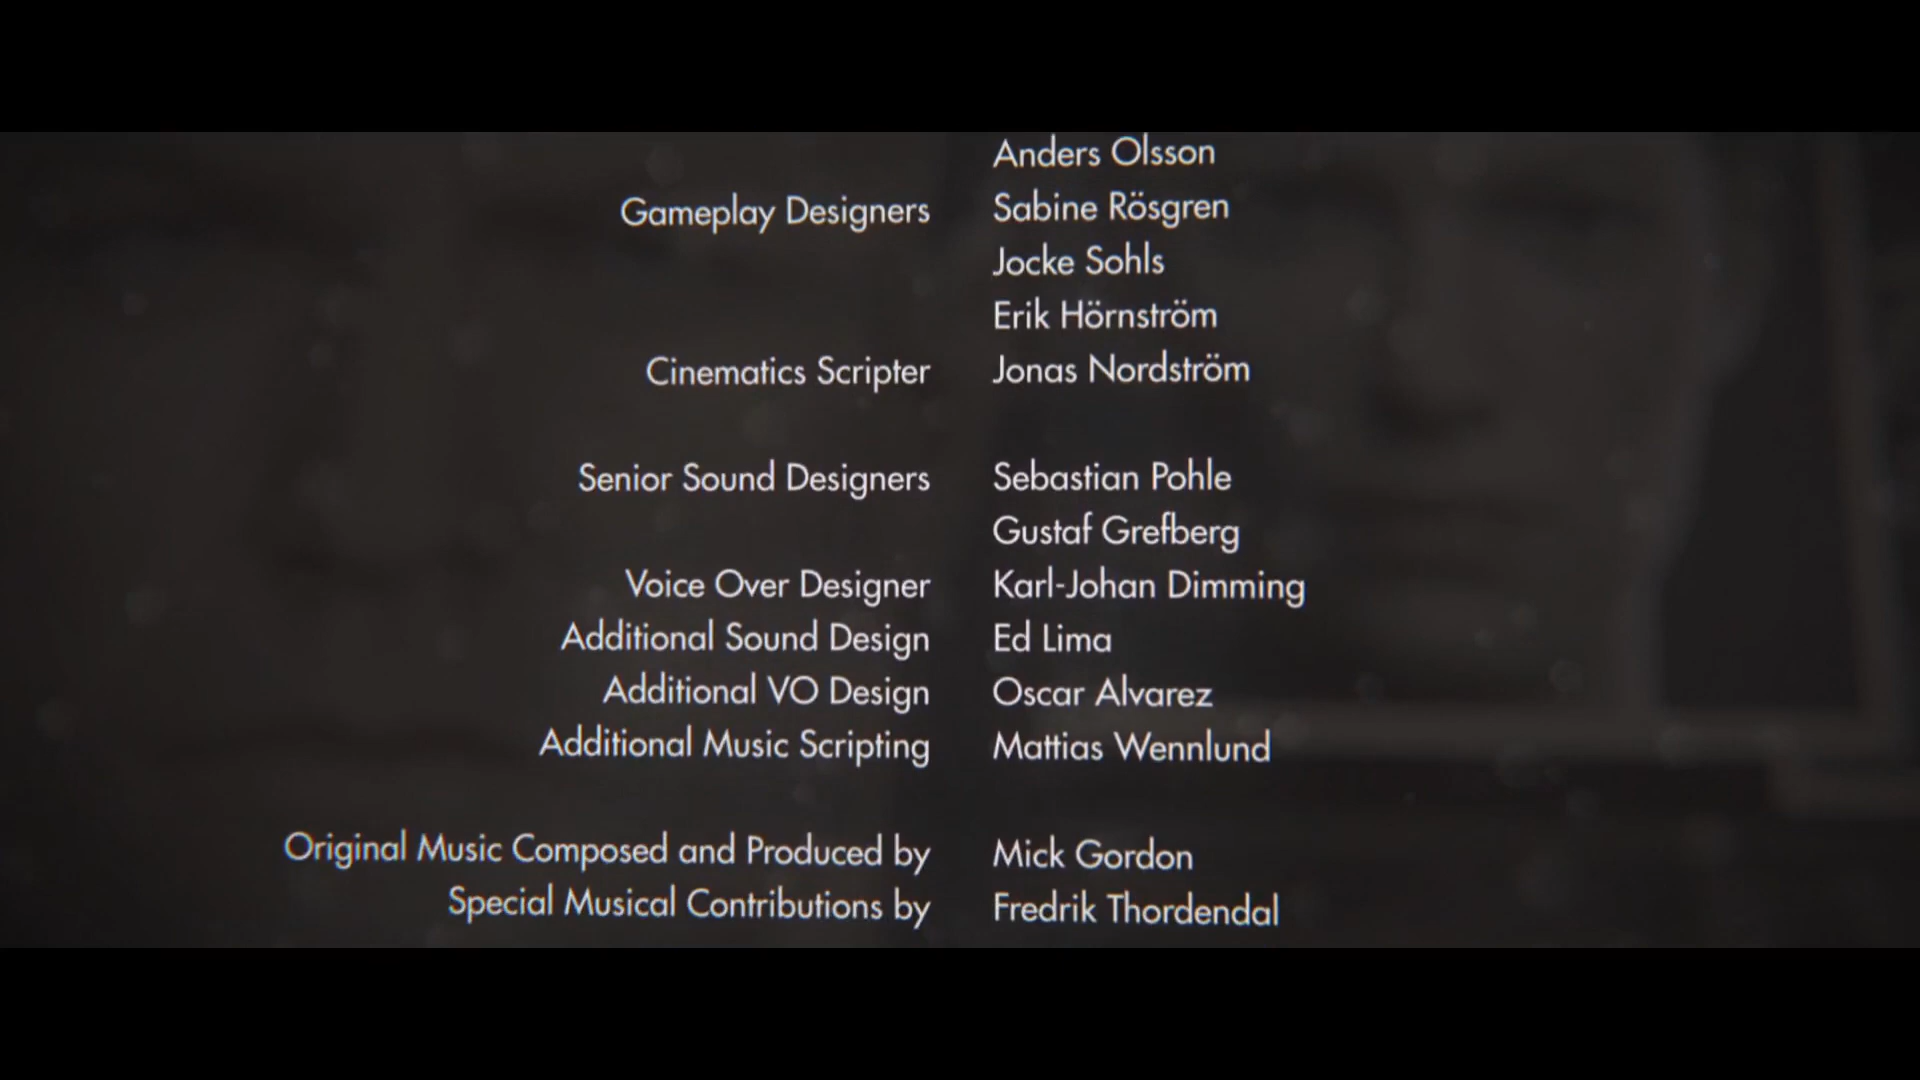 Anders Olsson
Gameplay Designers Sabine Rösgren
Jocke Sohls
Erik Hörnström
Cinematics Scripter Jonas Nordström
Senior Sound Designers Sebastian Pohle
Gustaf Grefberg
Voice Over Designer Karl-Johan Dimming
Additional Sound Design Ed Lima
Additional VO Design Oscar Alvarez
Additional Music Scripting Mattias Wennlund
Original Music Composed and Produced by Mick Gordon
Special Musical Contributions by Fredrik Thordendal